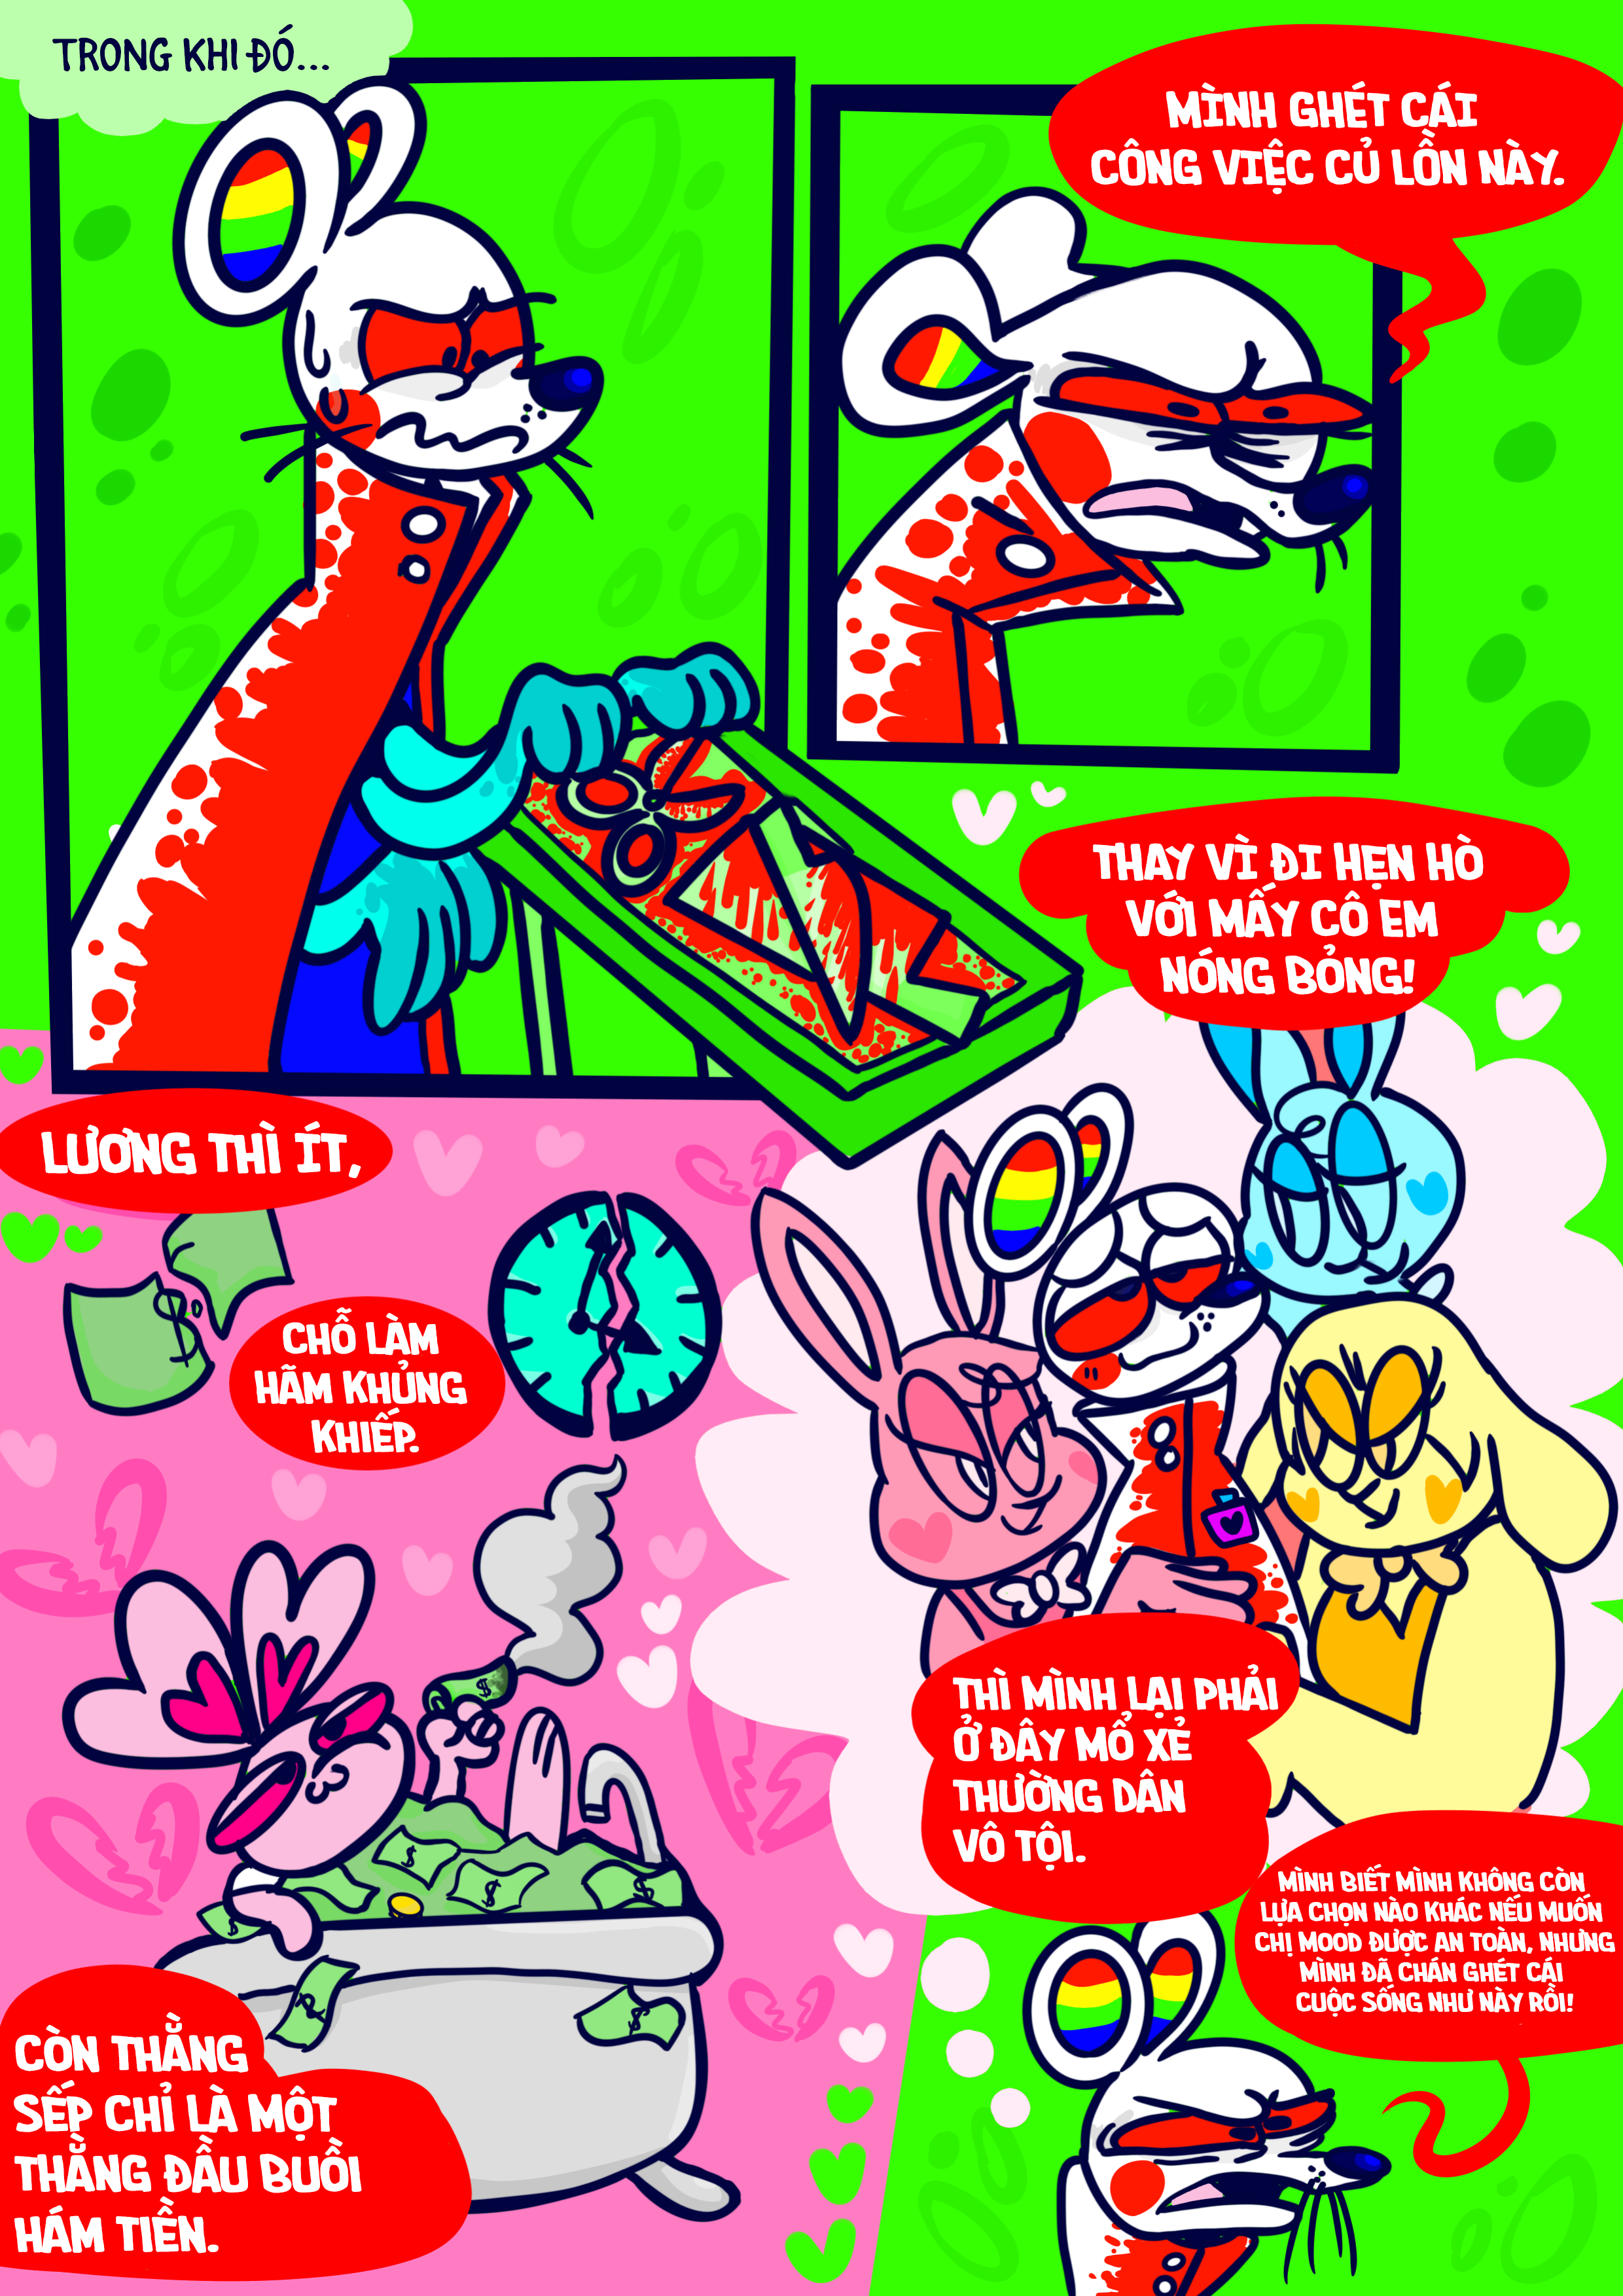 TRONG KHI ĐÓ...
MÌNH GHÉT CÁI
CÔNG VIỆC CỦ LỒN NÀY.
LƯƠNG THÌ ÍT,
CHỖ LÀM
HÃM KHỦNG
KHIẾP.
CÒN THẰNG
SẾP CHỈ LÀ MỘT
THẰNG ĐẦU BUỒI
HÁM TIỀN.
THAY VÌ ĐI HẸN HÒ
VỚI MẤY CÔ EM
NÓNG BỎNG!
THÌ MÌNH LẠI PHẢI
Ở ĐÂY MỔ XẺ
THƯỜNG DÂN
VÔ TỘI.
MÌNH BIẾT MÌNH KHÔNG CÒN
LỰA CHỌN NÀO KHÁC NẾU MUỐN
CHỊ MOOD ĐƯỢC AN TOÀN, NHƯNG
MÌNH ĐÃ CHÁN GHÉT CÁI
CUỘC SỐNG NHƯ NÀY RỒI!